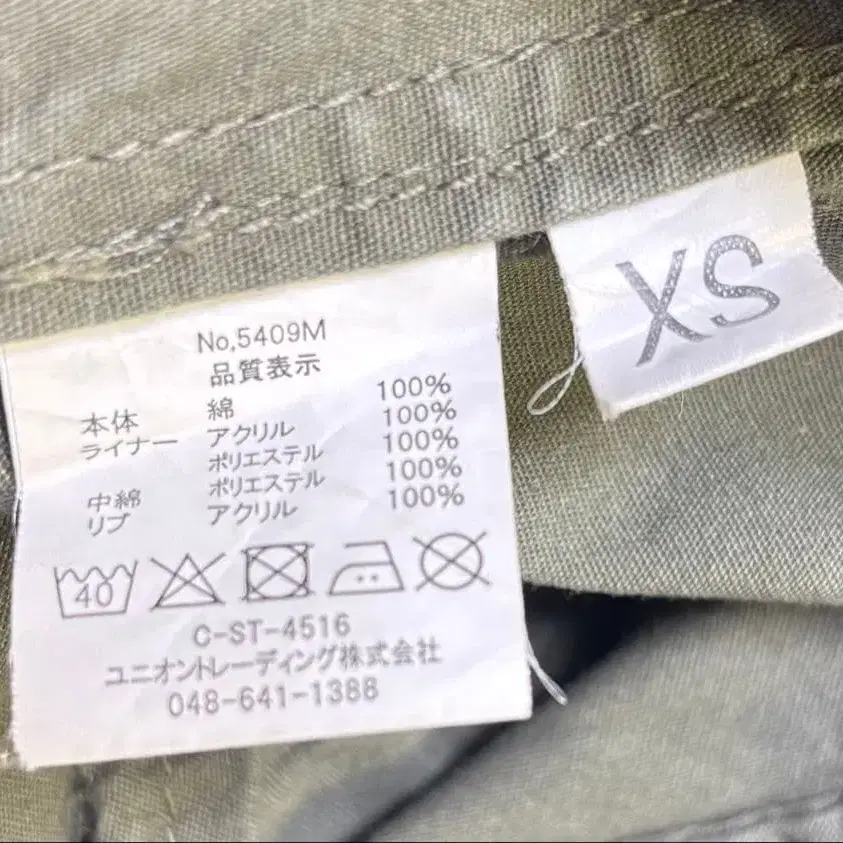 No,5409M
品質表示
本体 綿 100%
ライナー アクリル 100%
ポリエステル 100%
中綿 ポリエステル 100%
リブ アクリル 100%
40
C-ST-4516
ユニオントレーディング株式会社
048-641-1388
XS